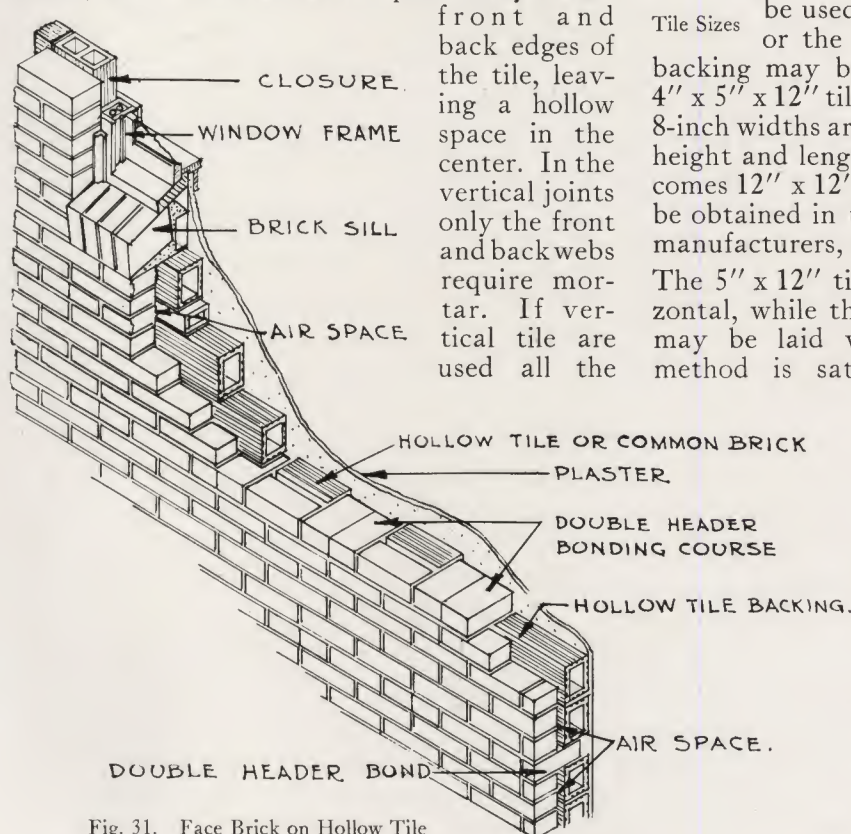 front and
back edges of
the tile, leav-
ing a hollow
space in the
center. In the
vertical joints
only the front
and back webs
require mor-
tar. If ver-
tical tile are
used all the
Tile Sizes
be used
or the
backing may b
4" x 5" x 12" til
8-inch widths ar
height and leng
comes 12" x 12"
be obtained in
manufacturers,
The 5" x 12" ti
zontal, while th
may be laid v
method is sat
CLOSURE.
WINDOW FRAME
BRICK SILL
AIR SPACE
HOLLOW TILE OR COMMON BRICK
PLASTER
DOUBLE HEADER
BONDING COURSE
HOLLOW TILE BACKING.
AIR SPACE.
DOUBLE HEADER BOND
Fig. 31. Face Brick on Hollow Tile